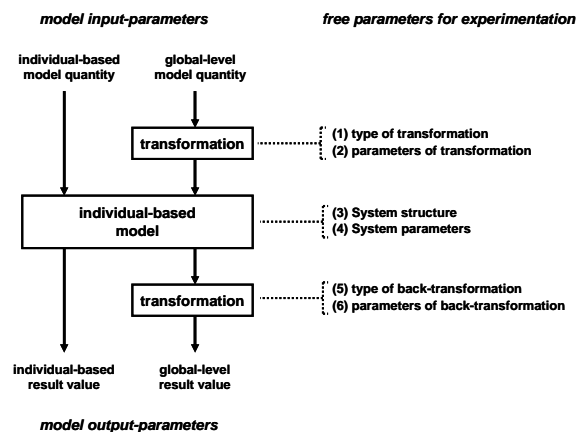 model input-parameters
free parameters for experimentation
individual-based
model quantity
global-level
model quantity
transformation
(1) type of transformation
(2) parameters of transformation
individual-based
model
(3) System structure
(4) System parameters
transformation
(5) type of back-transformation
(6) parameters of back-transformation
individual-based
result value
global-level
result value
model output-parameters